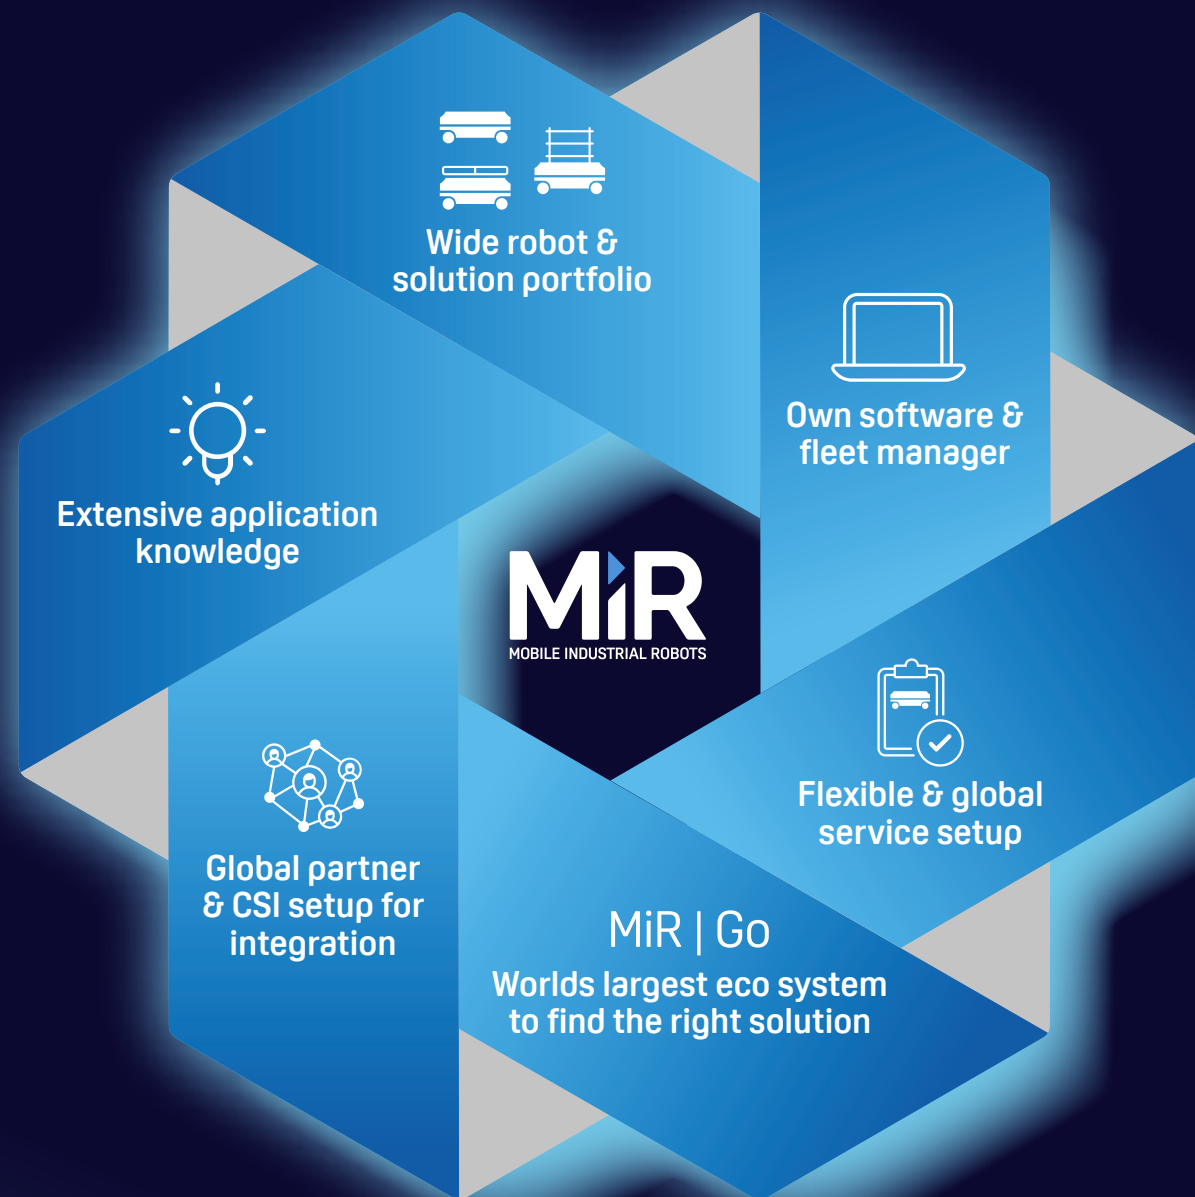 Wide robot &
solution portfolio
Own software &
fleet manager
Extensive application
knowledge
MiR
MOBILE INDUSTRIAL ROBOTS
Flexible & global
service setup
Global partner
& CSI setup for
integration
MiR | Go
Worlds largest eco system
to find the right solution